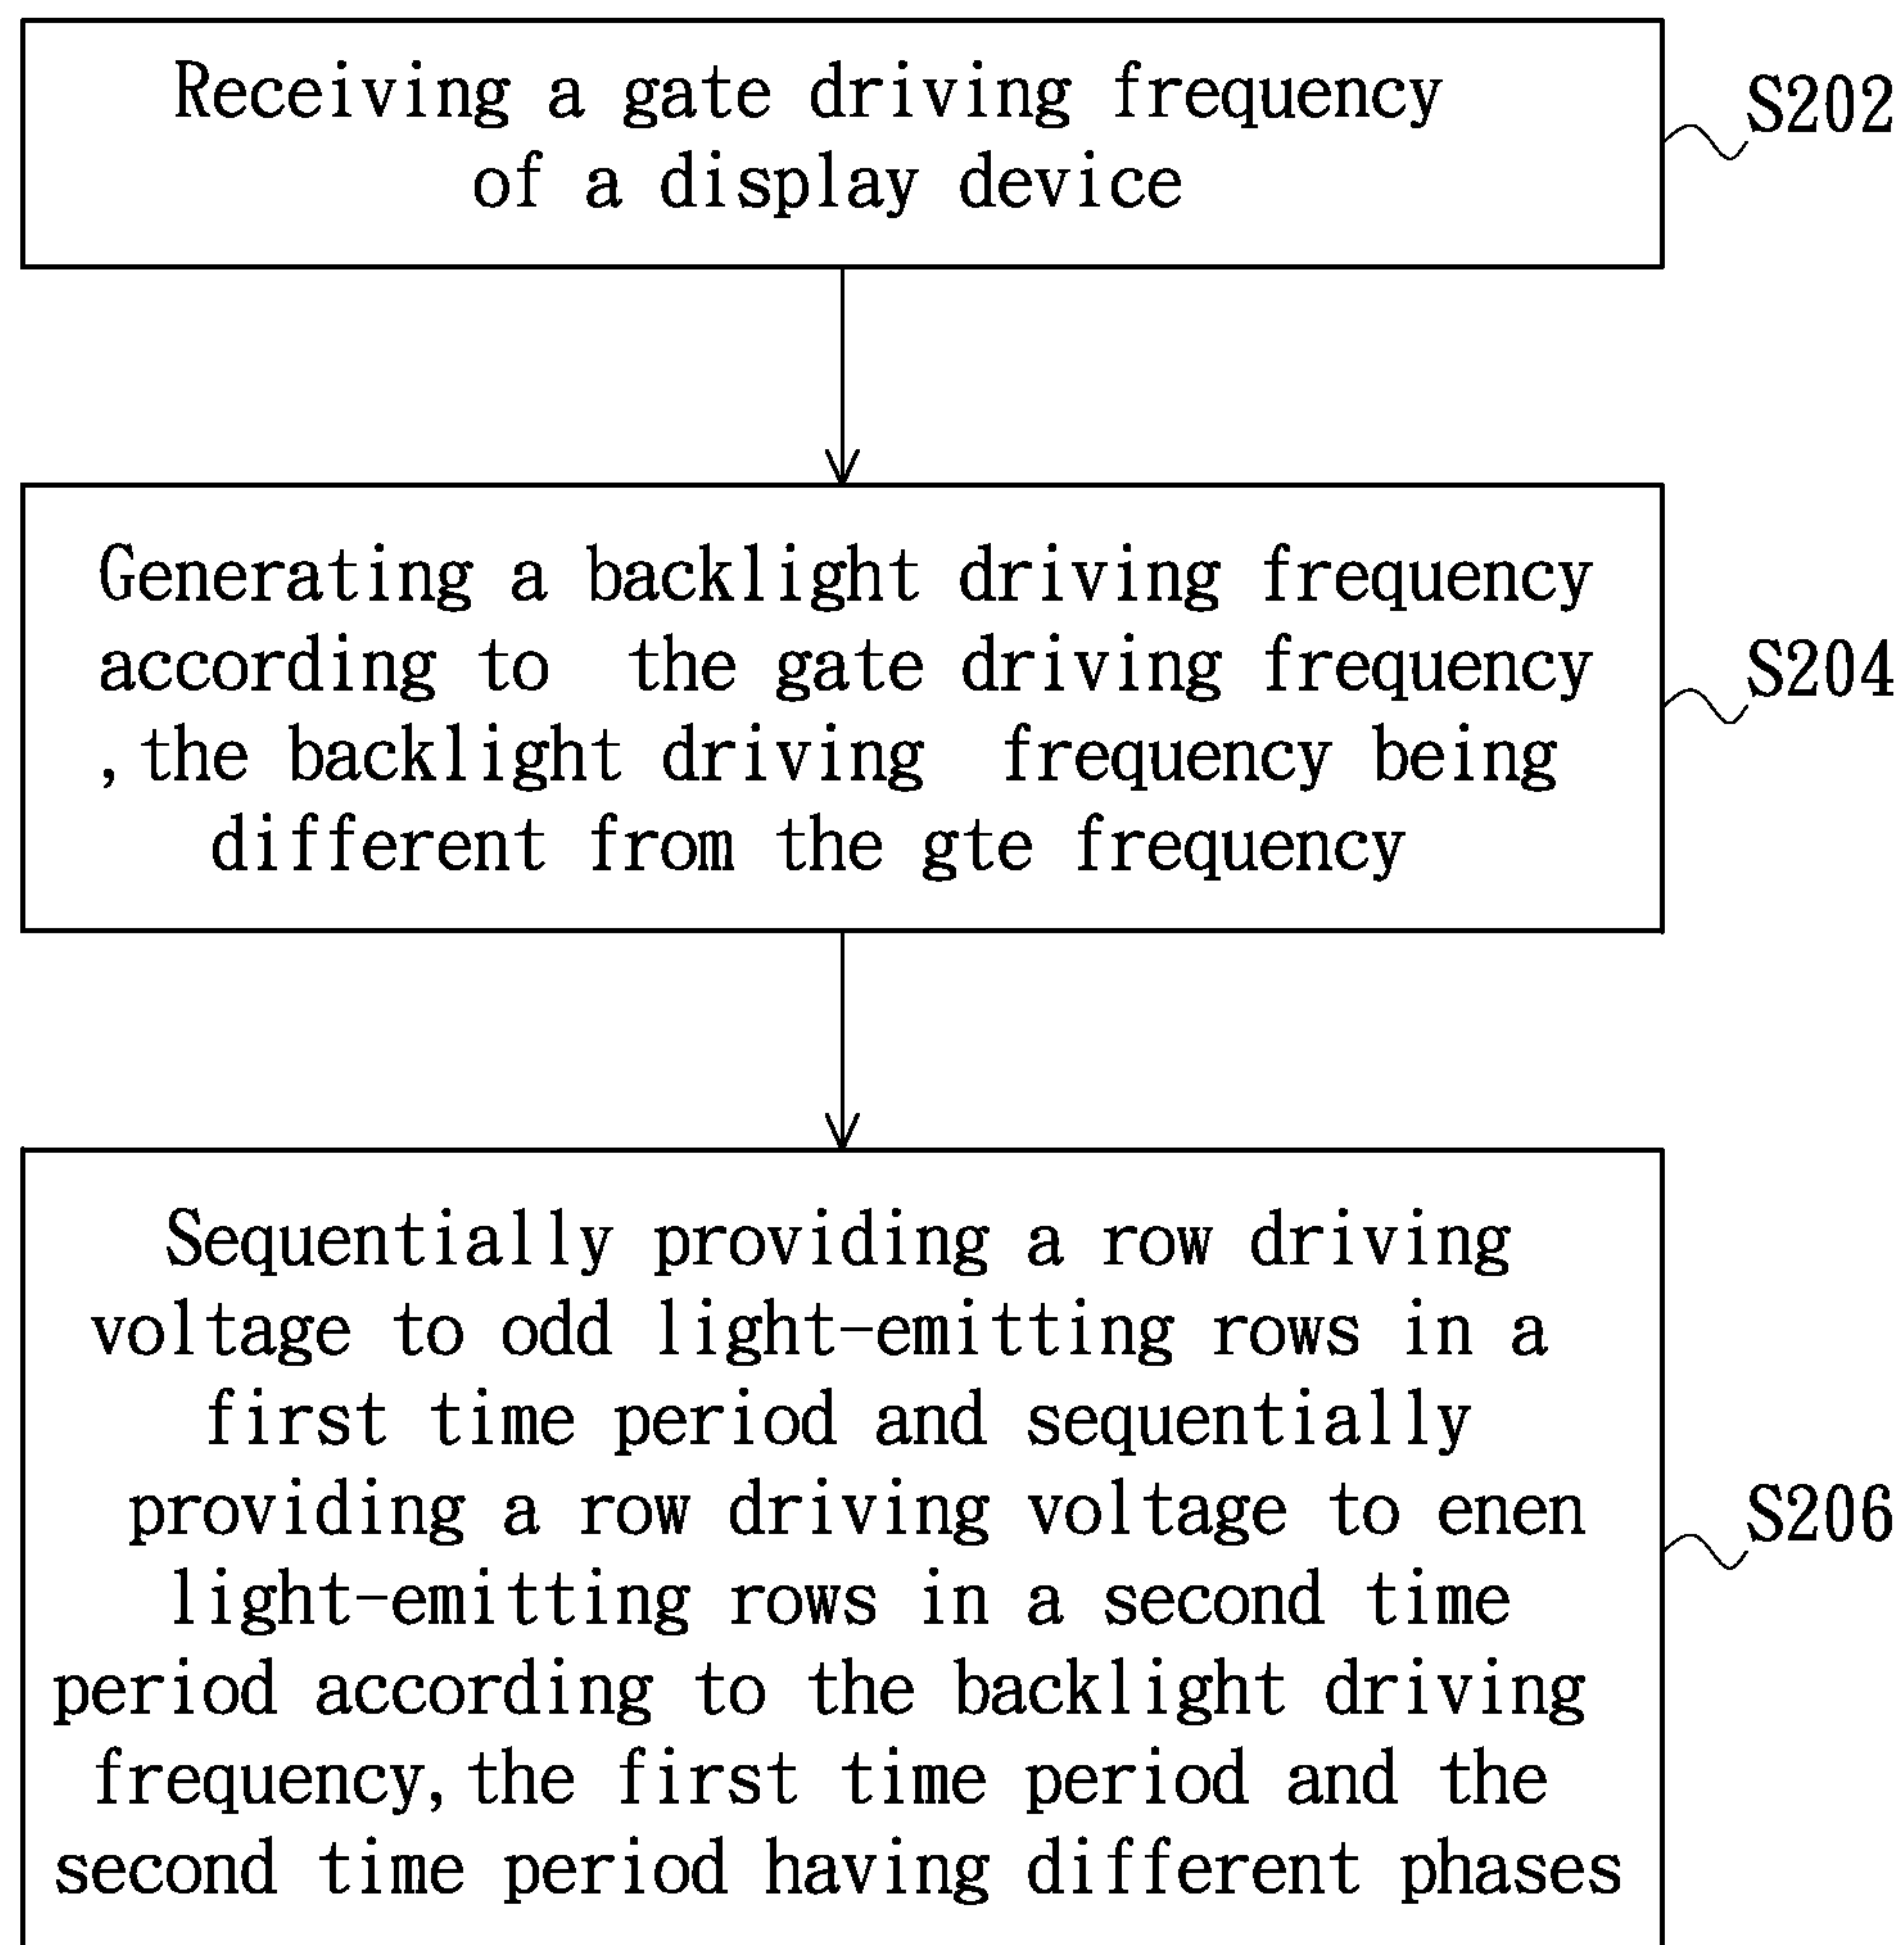 Receiving a gate driving frequency
of a display device
S202
Generating a backlight driving frequency
according to the gate driving frequency
,the backlight driving frequency being
different from the gte frequency
S204
Sequentially providing a row driving
voltage to odd light-emitting rows in a
first time period and sequentially
providing a row driving voltage to enen
light-emitting rows in a second time
period according to the backlight driving
frequency,the first time period and the
second time period having different phases
S206